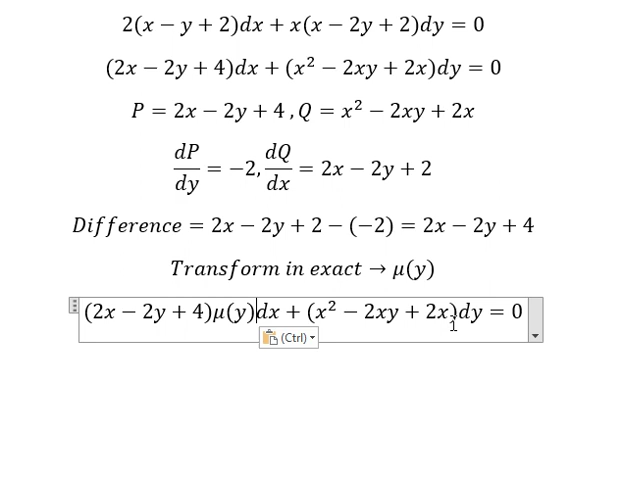 2(x − y + 2)dx + x(x − 2y + 2)dy = 0
(2x − 2y + 4)dx + (x² − 2xy + 2x)dy = 0
P = 2x − 2y + 4 , Q = x² − 2xy + 2x
dP/dy = −2, dQ/dx = 2x − 2y + 2
Difference = 2x − 2y + 2 − (−2) = 2x − 2y + 4
Transform in exact → μ(y)
(2x − 2y + 4)μ(y)dx + (x² − 2xy + 2x)dy = 0
(Ctrl)